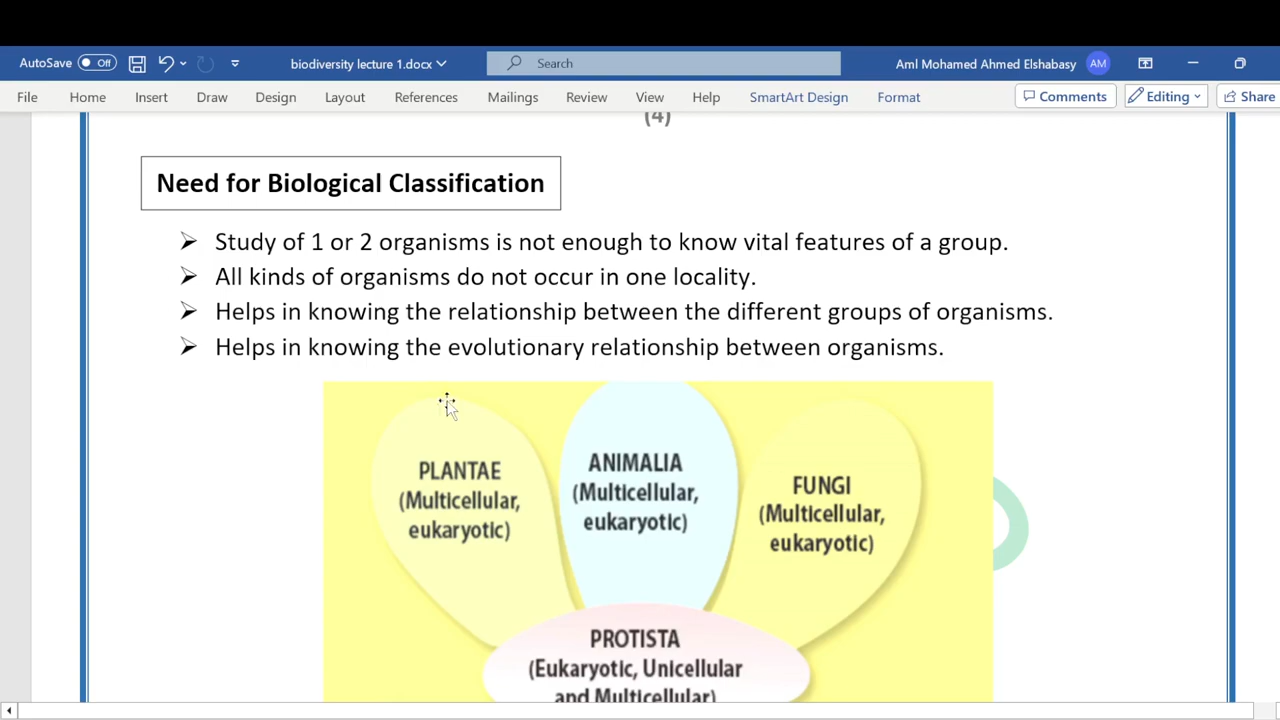 AutoSave Off biodiversity lecture 1.docx Search Aml Mohamed Ahmed Elshabasy AM
File Home Insert Draw Design Layout References Mailings Review View Help SmartArt Design Format Comments Editing Share
(4)
Need for Biological Classification
Study of 1 or 2 organisms is not enough to know vital features of a group.
All kinds of organisms do not occur in one locality.
Helps in knowing the relationship between the different groups of organisms.
Helps in knowing the evolutionary relationship between organisms.
PLANTAE
(Multicellular,
eukaryotic)
ANIMALIA
(Multicellular,
eukaryotic)
FUNGI
(Multicellular,
eukaryotic)
PROTISTA
(Eukaryotic, Unicellular
and Multicellular)